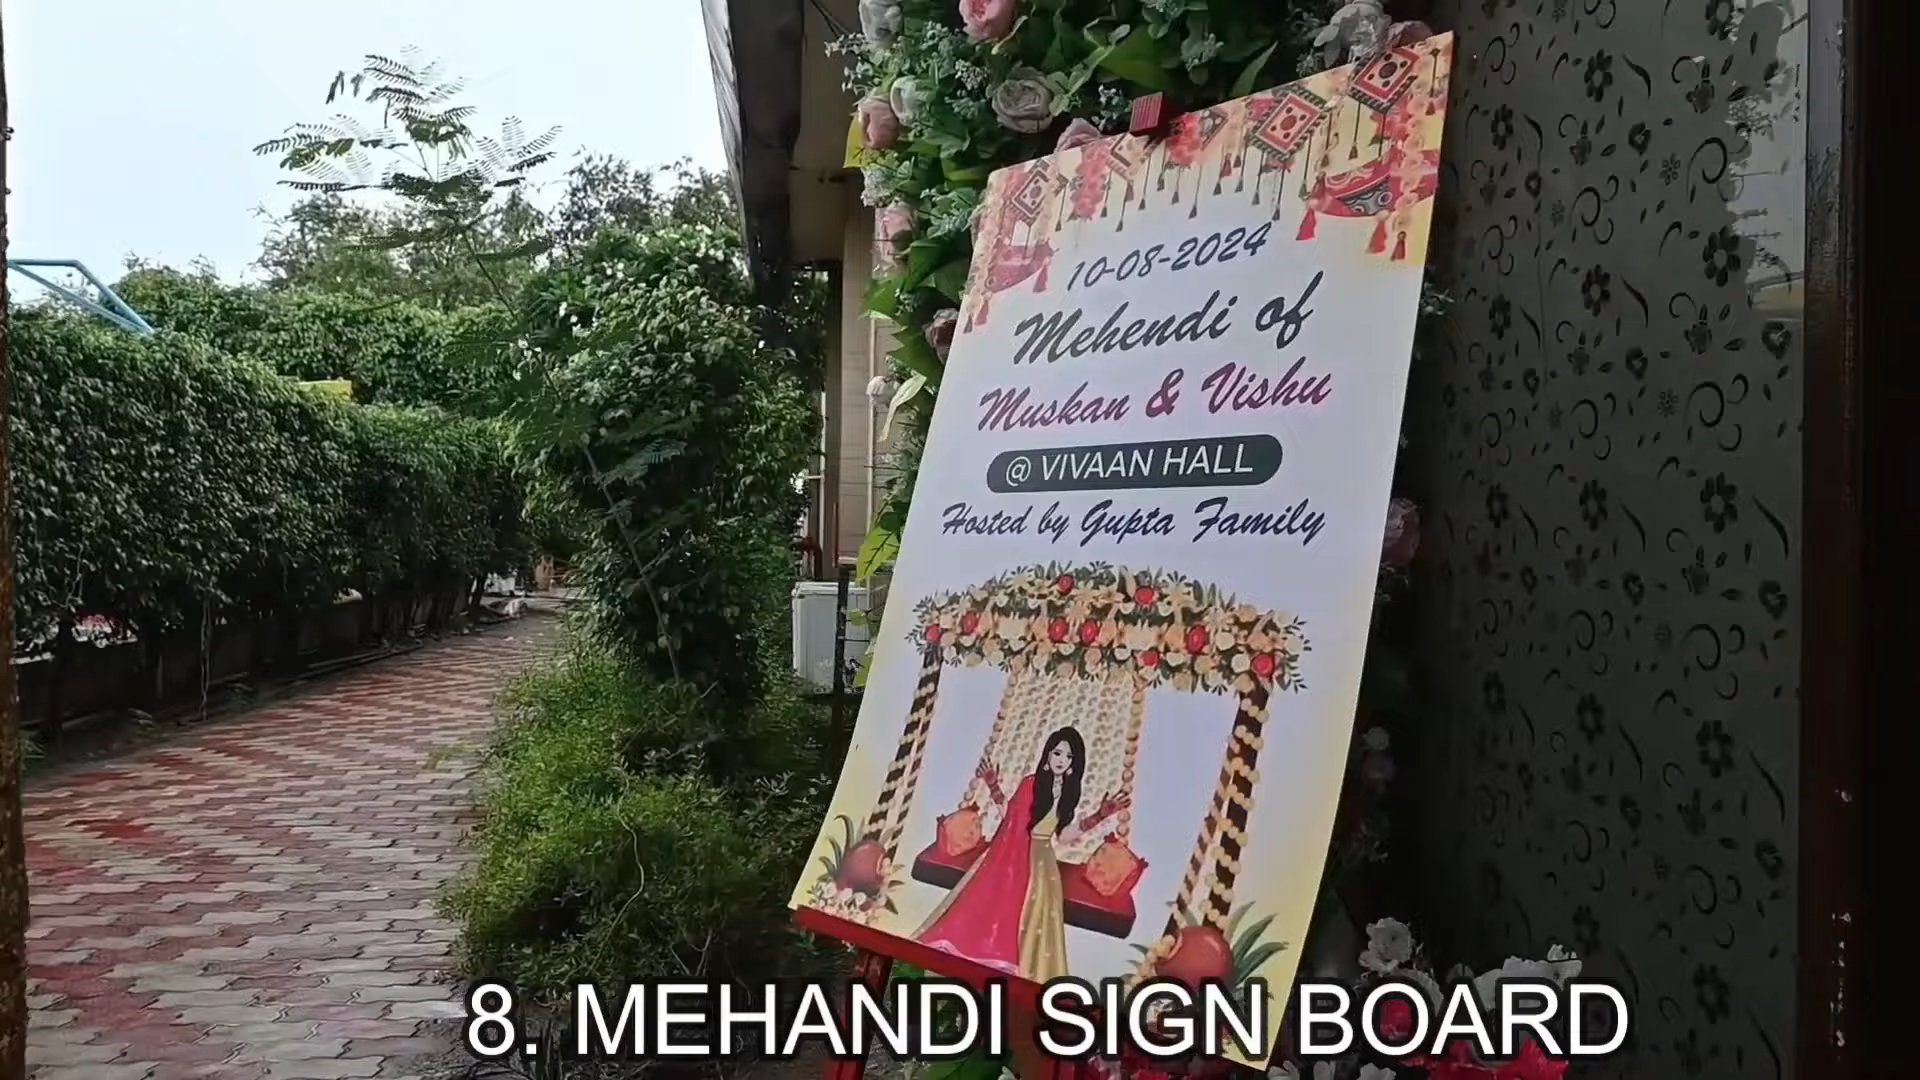 10-08-2024
Mehendi of
Muskan & Vishu
@ VIVAAN HALL
Hosted by Gupta Family
8. MEHANDI SIGN BOARD